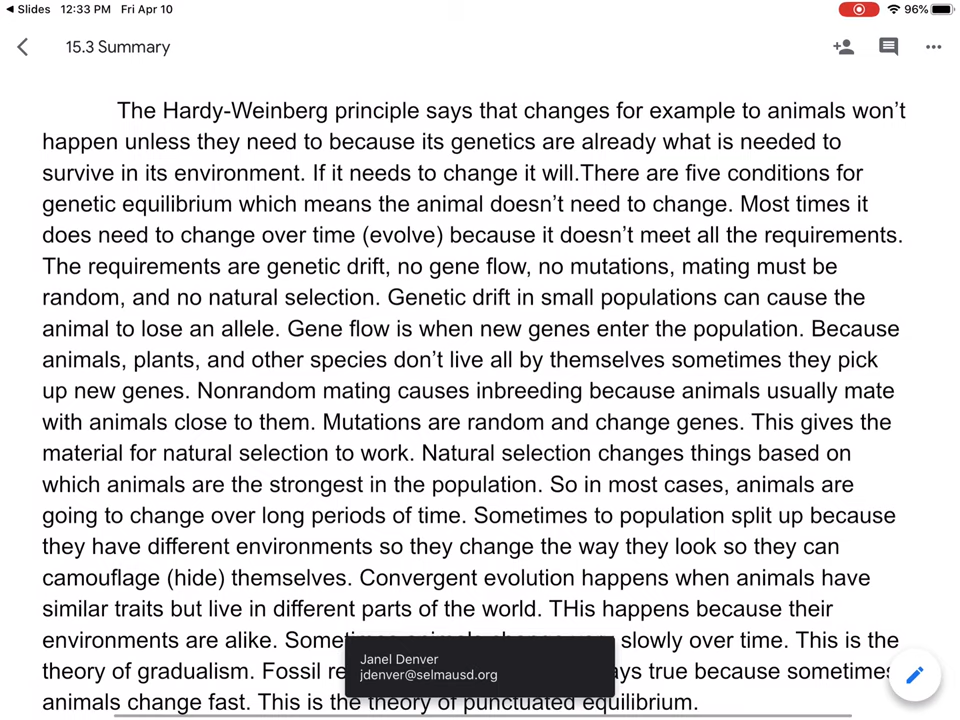 Slides 12:33 PM Fri Apr 10 96%
15.3 Summary
The Hardy-Weinberg principle says that changes for example to animals won't
happen unless they need to because its genetics are already what is needed to
survive in its environment. If it needs to change it will.There are five conditions for
genetic equilibrium which means the animal doesn't need to change. Most times it
does need to change over time (evolve) because it doesn't meet all the requirements.
The requirements are genetic drift, no gene flow, no mutations, mating must be
random, and no natural selection. Genetic drift in small populations can cause the
animal to lose an allele. Gene flow is when new genes enter the population. Because
animals, plants, and other species don't live all by themselves sometimes they pick
up new genes. Nonrandom mating causes inbreeding because animals usually mate
with animals close to them. Mutations are random and change genes. This gives the
material for natural selection to work. Natural selection changes things based on
which animals are the strongest in the population. So in most cases, animals are
going to change over long periods of time. Sometimes to population split up because
they have different environments so they change the way they look so they can
camouflage (hide) themselves. Convergent evolution happens when animals have
similar traits but live in different parts of the world. THis happens because their
environments are alike. slowly over time. This is the
theory of gradualism. Fossil true because sometimes
animals change fast. This is the theory of punctuated equilibrium.
Janel Denver
jdenver@selmausd.org